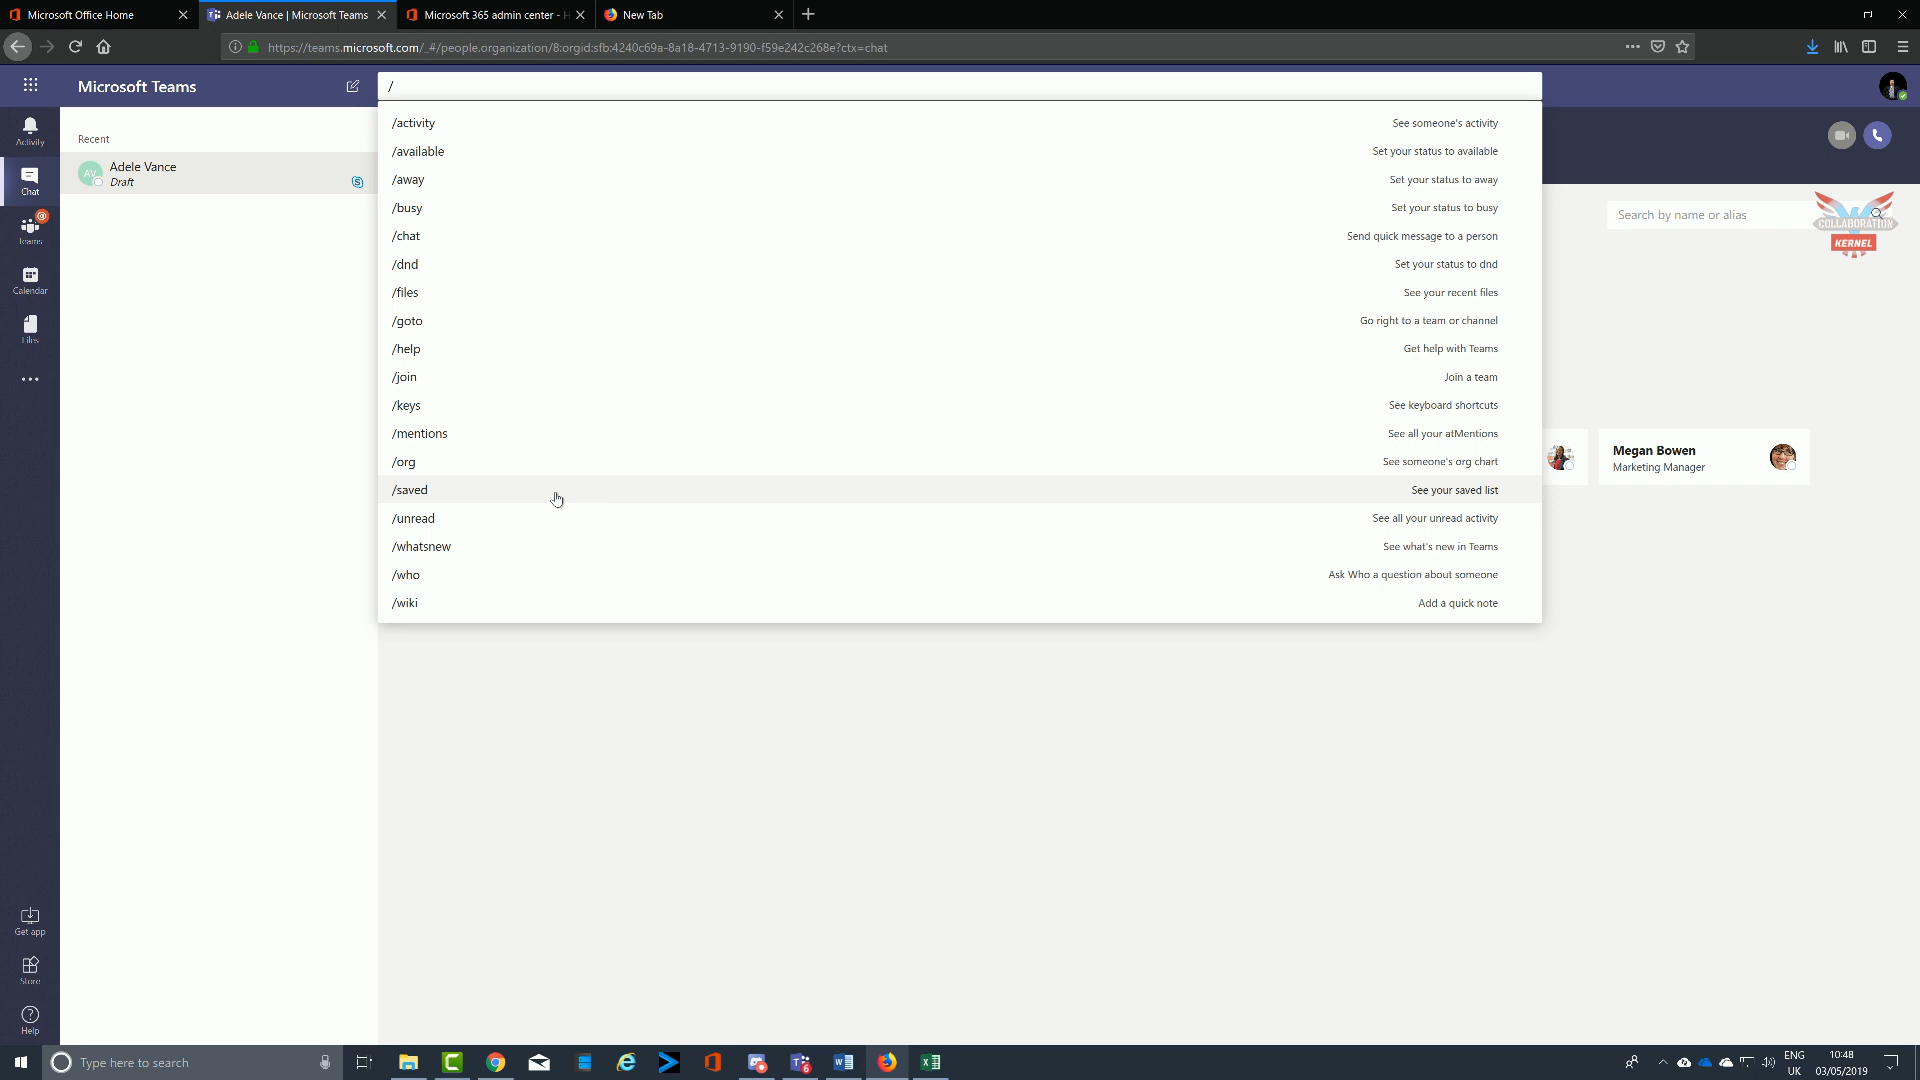 Microsoft Office Home
Adele Vance | Microsoft Teams
Microsoft 365 admin center - H
New Tab
https://teams.microsoft.com/_#/people.organization/8:orgid:sfb:4240c69a-8a18-4713-9190-f59e242c268e?ctx=chat
Microsoft Teams
/
Activity
Chat
Teams
Calendar
Files
Get app
Store
Help
Recent
Adele Vance
AV
Draft
/activity See someone's activity
/available Set your status to available
/away Set your status to away
/busy Set your status to busy
/chat Send quick message to a person
/dnd Set your status to dnd
/files See your recent files
/goto Go right to a team or channel
/help Get help with Teams
/join Join a team
/keys See keyboard shortcuts
/mentions See all your atMentions
/org See someone's org chart
/saved See your saved list
/unread See all your unread activity
/whatsnew See what's new in Teams
/who Ask Who a question about someone
/wiki Add a quick note
Search by name or alias
COLLABORATION
KERNEL
Megan Bowen
Marketing Manager
Type here to search
6
ENG
UK
10:48
03/05/2019